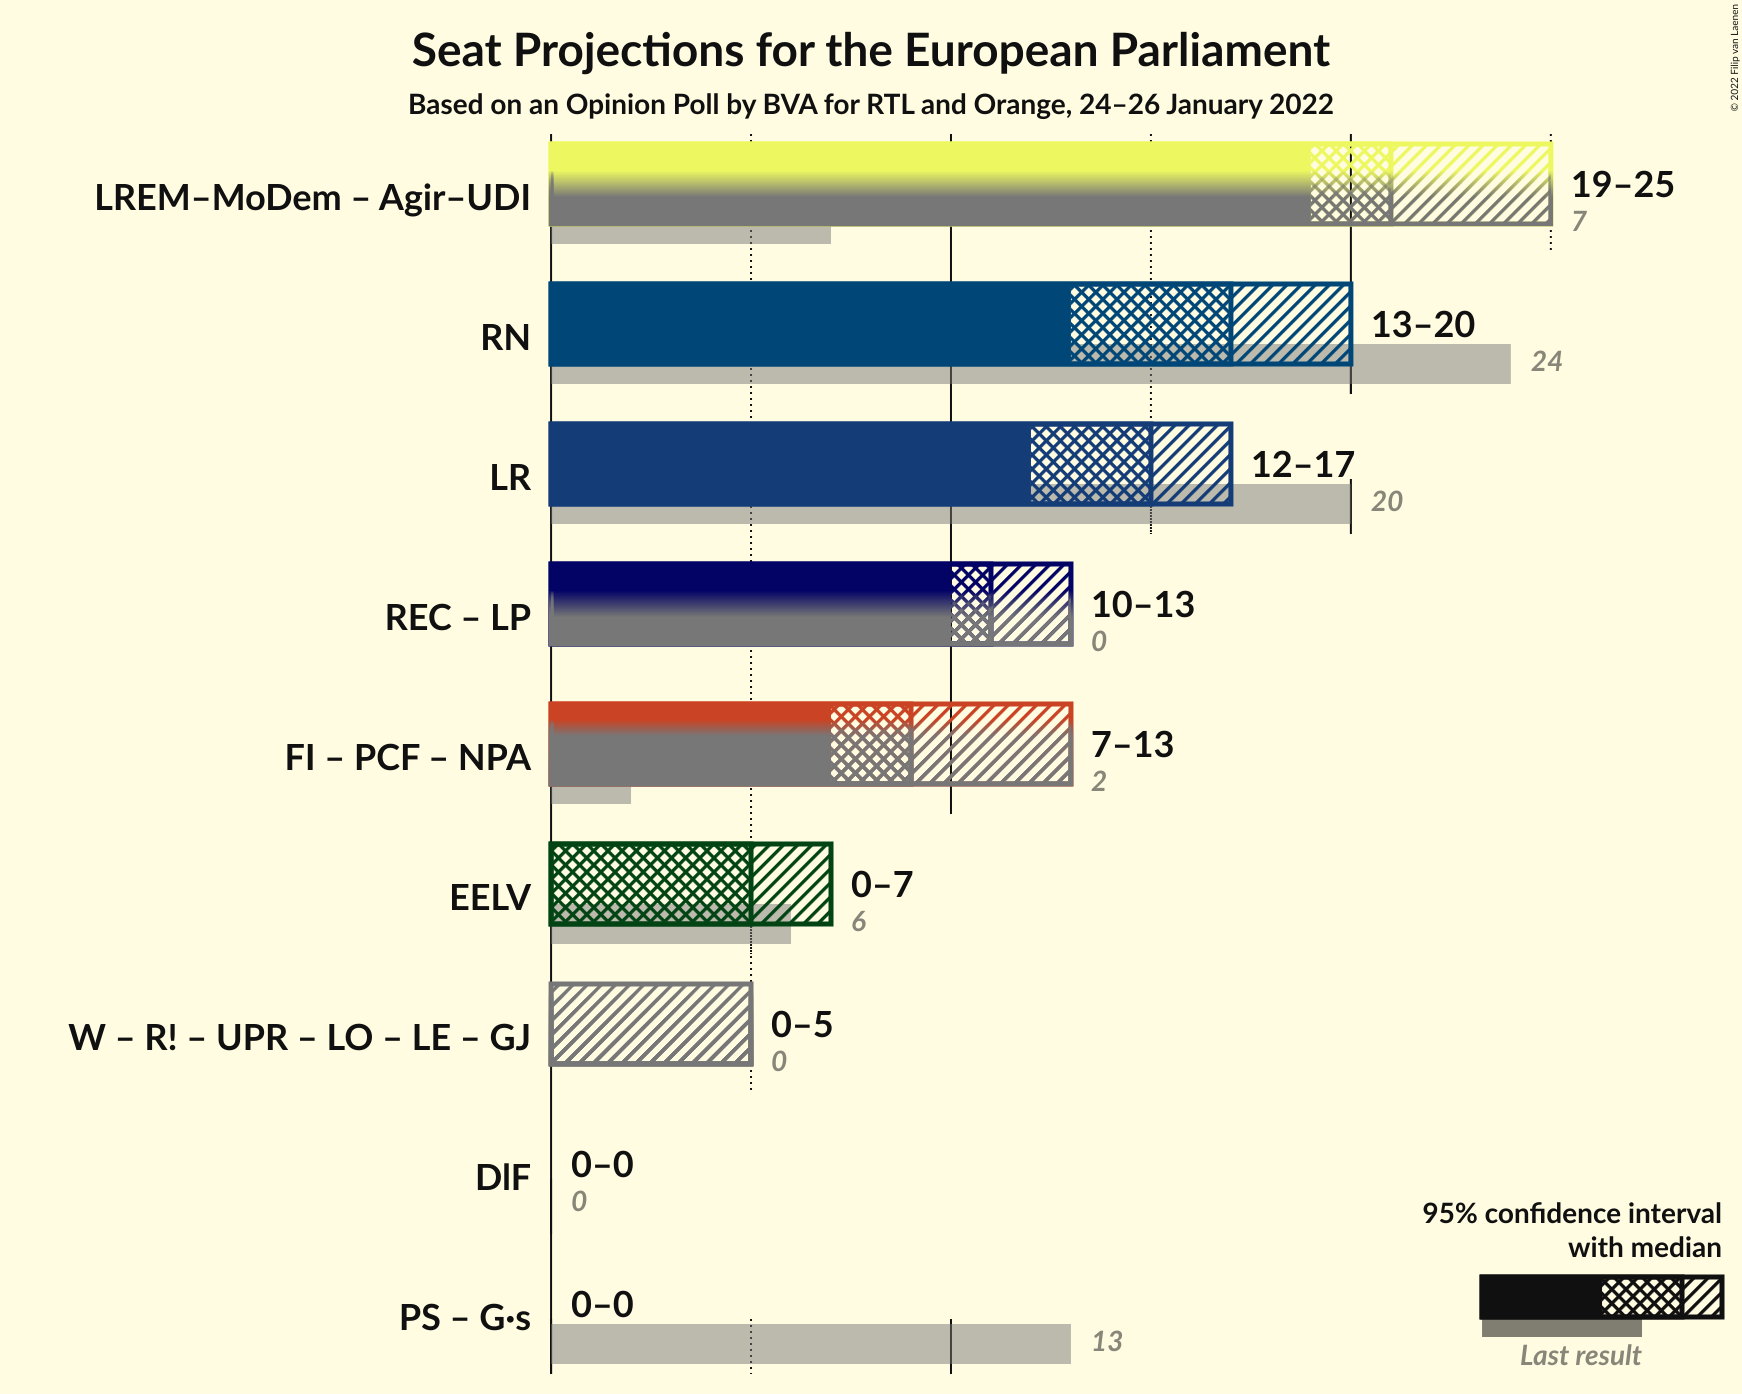 Seat Projections for the European Parliament
Based on an Opinion Poll by BVA for RTL and Orange, 24–26 January 2022
© 2022 Filip van Laenen
LREM–MoDem – Agir–UDI
19–25
7
RN
13–20
24
LR
12–17
20
REC – LP
10–13
0
FI – PCF – NPA
7–13
2
EELV
0–7
6
W – R! – UPR – LO – LE – GJ
0–5
0
DlF
0–0
0
PS – G·s
0–0
13
95% confidence interval
with median
Last result